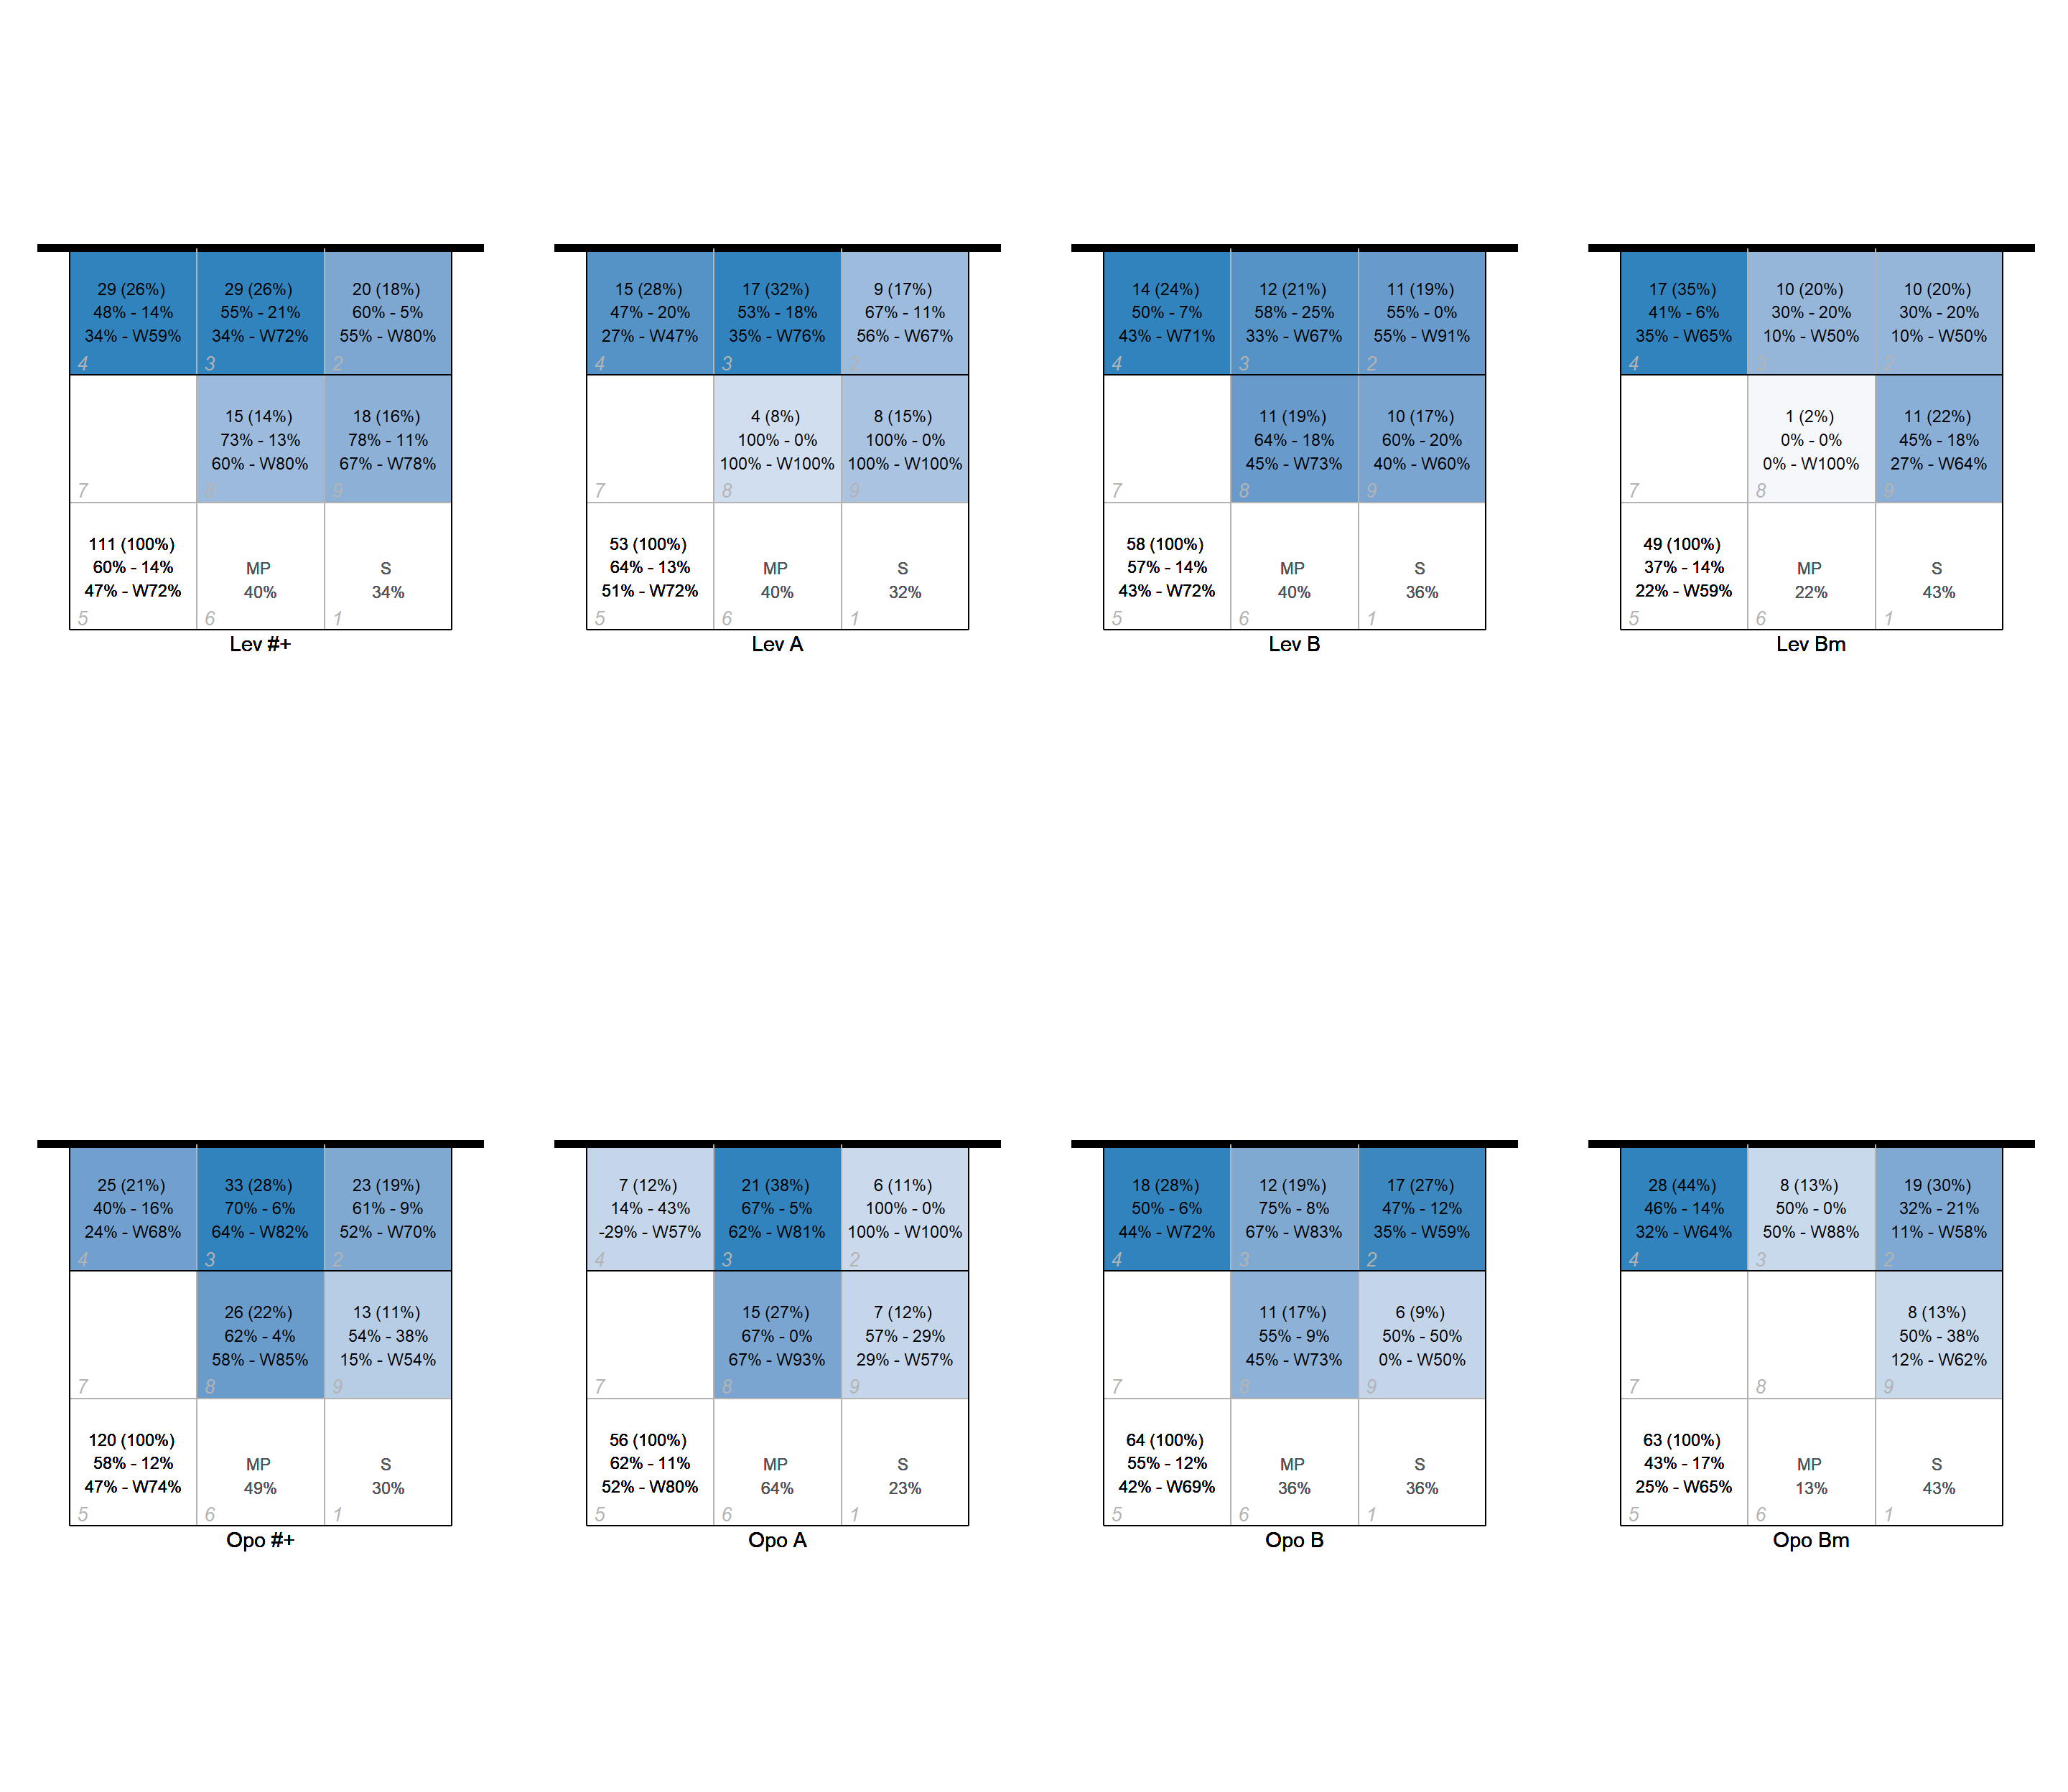 29 (26%)
48% - 14%
34% - W59%
4
29 (26%)
55% - 21%
34% - W72%
3
20 (18%)
60% - 5%
55% - W80%
2
7
15 (14%)
73% - 13%
60% - W80%
8
18 (16%)
78% - 11%
67% - W78%
9
111 (100%)
60% - 14%
47% - W72%
5
MP
40%
6
S
34%
1
Lev #+
15 (28%)
47% - 20%
27% - W47%
4
17 (32%)
53% - 18%
35% - W76%
3
9 (17%)
67% - 11%
56% - W67%
7
4 (8%)
100% - 0%
100% - W100%
8
8 (15%)
100% - 0%
100% - W100%
9
53 (100%)
64% - 13%
51% - W72%
5
MP
40%
6
S
32%
1
Lev A
14 (24%)
50% - 7%
43% - W71%
4
12 (21%)
58% - 25%
33% - W67%
3
11 (19%)
55% - 0%
55% - W91%
2
7
11 (19%)
64% - 18%
45% - W73%
8
10 (17%)
60% - 20%
40% - W60%
9
58 (100%)
57% - 14%
43% - W72%
5
MP
40%
6
S
36%
1
Lev B
17 (35%)
41% - 6%
35% - W65%
4
10 (20%)
30% - 20%
10% - W50%
10 (20%)
30% - 20%
10% - W50%
7
1 (2%)
0% - 0%
0% - W100%
8
11 (22%)
45% - 18%
27% - W64%
9
49 (100%)
37% - 14%
22% - W59%
5
MP
22%
6
S
43%
1
Lev Bm
25 (21%)
40% - 16%
24% - W68%
4
33 (28%)
70% - 6%
64% - W82%
3
23 (19%)
61% - 9%
52% - W70%
2
7
26 (22%)
62% - 4%
58% - W85%
8
13 (11%)
54% - 38%
15% - W54%
9
120 (100%)
58% - 12%
47% - W74%
5
MP
49%
6
S
30%
1
Opo #+
7 (12%)
14% - 43%
-29% - W57%
4
21 (38%)
67% - 5%
62% - W81%
3
6 (11%)
100% - 0%
100% - W100%
2
7
15 (27%)
67% - 0%
67% - W93%
8
7 (12%)
57% - 29%
29% - W57%
9
56 (100%)
62% - 11%
52% - W80%
5
MP
64%
6
S
23%
1
Opo A
18 (28%)
50% - 6%
44% - W72%
4
12 (19%)
75% - 8%
67% - W83%
3
17 (27%)
47% - 12%
35% - W59%
2
7
11 (17%)
55% - 9%
45% - W73%
8
6 (9%)
50% - 50%
0% - W50%
9
64 (100%)
55% - 12%
42% - W69%
5
MP
36%
6
S
36%
1
Opo B
28 (44%)
46% - 14%
32% - W64%
4
8 (13%)
50% - 0%
50% - W88%
3
19 (30%)
32% - 21%
11% - W58%
2
7
8
8 (13%)
50% - 38%
12% - W62%
9
63 (100%)
43% - 17%
25% - W65%
5
MP
13%
6
S
43%
1
Opo Bm